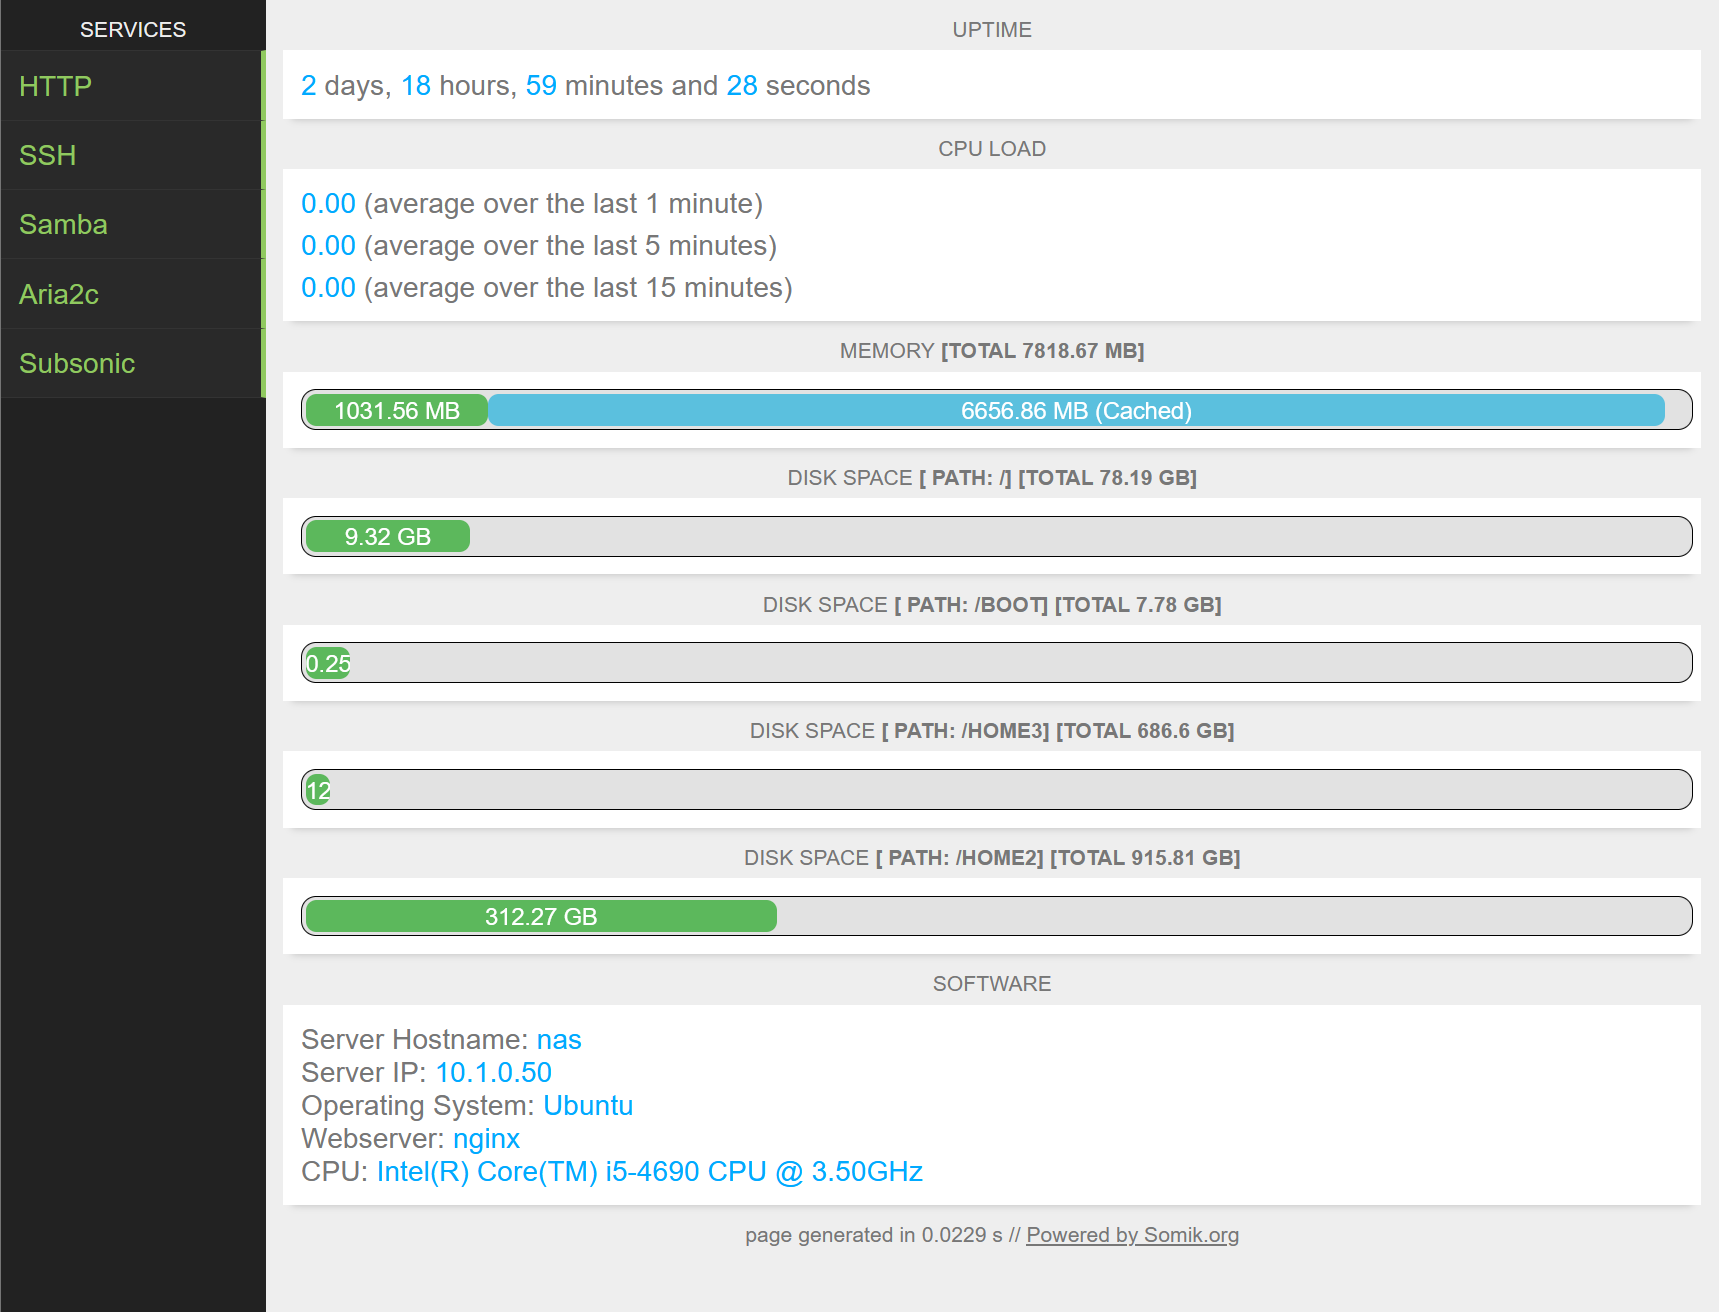 SERVICES
HTTP
SSH
Samba
Aria2c
Subsonic
UPTIME
2 days, 18 hours, 59 minutes and 28 seconds
CPU LOAD
0.00 (average over the last 1 minute)
0.00 (average over the last 5 minutes)
0.00 (average over the last 15 minutes)
MEMORY [TOTAL 7818.67 MB]
1031.56 MB 6656.86 MB (Cached)
DISK SPACE [ PATH: /] [TOTAL 78.19 GB]
9.32 GB
DISK SPACE [ PATH: /BOOT] [TOTAL 7.78 GB]
0.25
DISK SPACE [ PATH: /HOME3] [TOTAL 686.6 GB]
12
DISK SPACE [ PATH: /HOME2] [TOTAL 915.81 GB]
312.27 GB
SOFTWARE
Server Hostname: nas
Server IP: 10.1.0.50
Operating System: Ubuntu
Webserver: nginx
CPU: Intel(R) Core(TM) i5-4690 CPU @ 3.50GHz
page generated in 0.0229 s // Powered by Somik.org